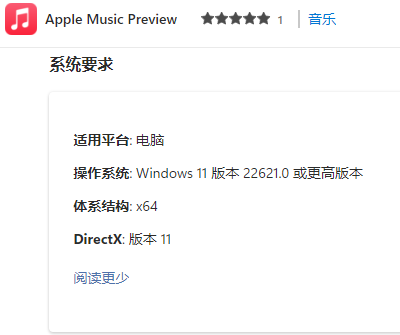 Apple Music Preview ★★★★★ 1 音乐
系统要求
适用平台: 电脑
操作系统: Windows 11 版本 22621.0 或更高版本
体系结构: x64
DirectX: 版本 11
阅读更少